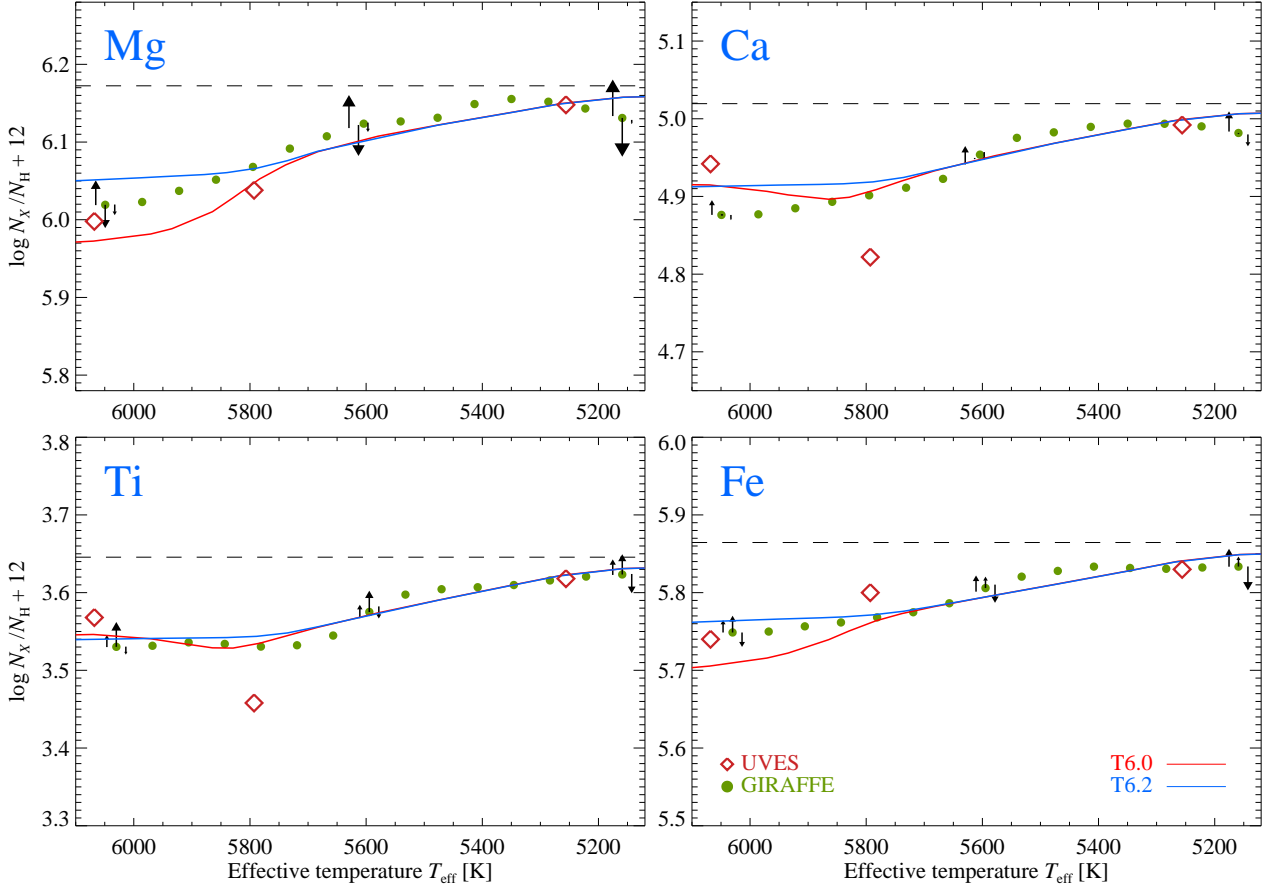 Mg
Ca
6.2
6.1
6.0
5.9
5.8
log N_X/N_H + 12
5.1
5.0
4.9
4.8
4.7
6000 5800 5600 5400 5200
6000 5800 5600 5400 5200
Ti
Fe
3.8
3.7
3.6
3.5
3.4
3.3
log N_X/N_H + 12
6.0
5.9
5.8
5.7
5.6
5.5
UVES
GIRAFFE
T6.0
T6.2
6000 5800 5600 5400 5200
Effective temperature T_eff [K]
6000 5800 5600 5400 5200
Effective temperature T_eff [K]